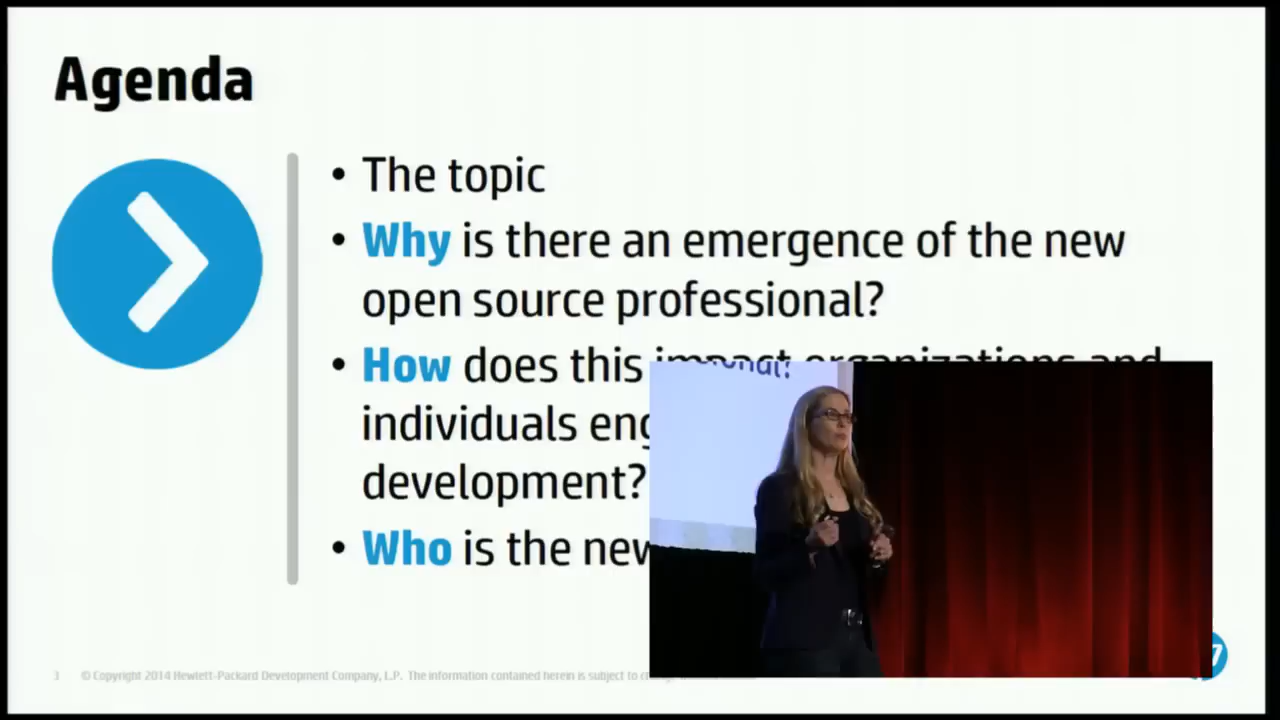 Agenda
• The topic
• Why is there an emergence of the new
open source professional?
• How does this impact organizations and
individuals
development?
• Who is the new
3 © Copyright 2014 Hewlett-Packard Development Company, L.P. The information contained herein is subject to